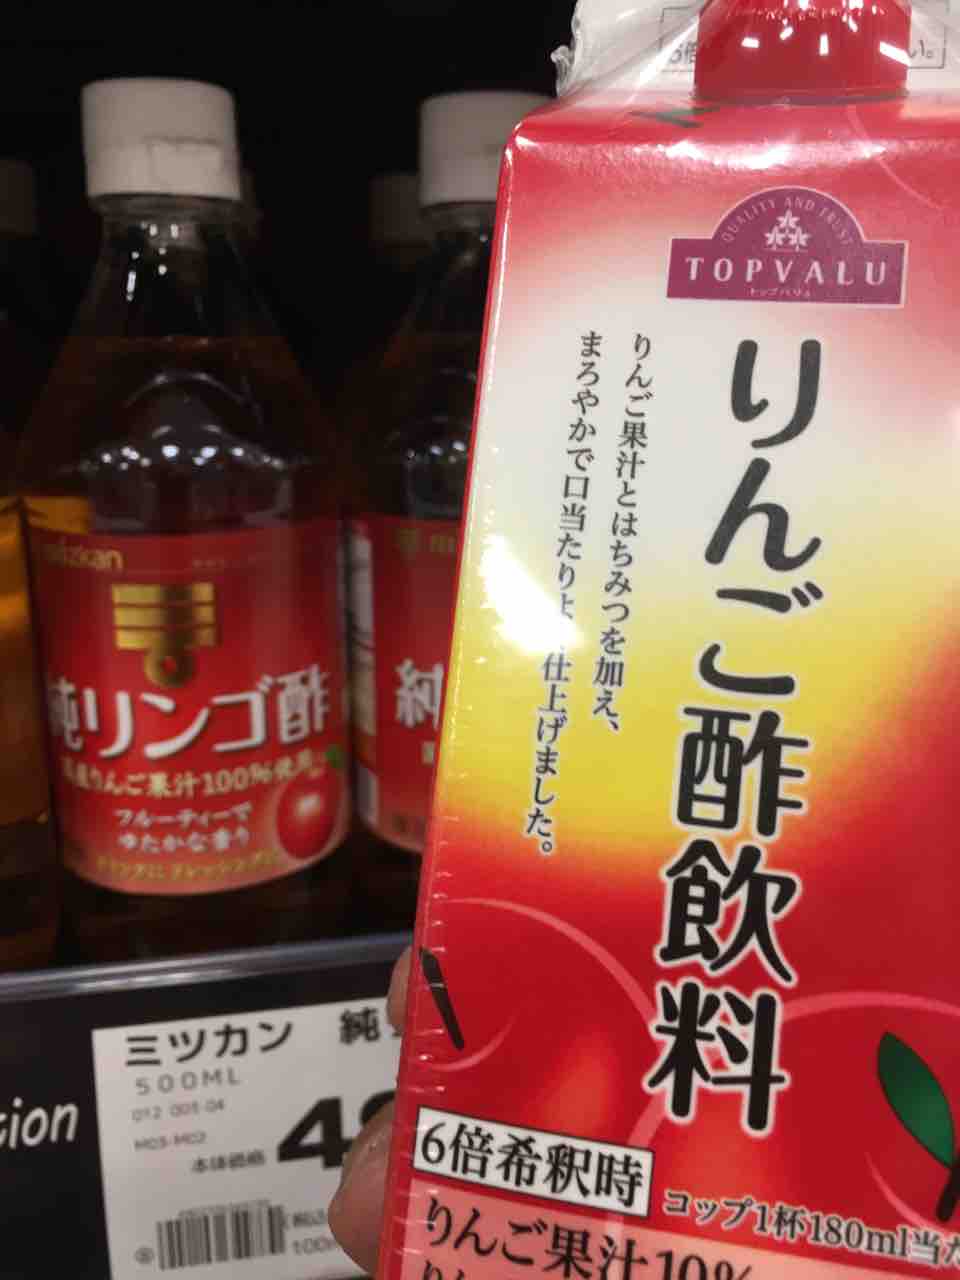 QUALITY AND TRUST
TOPVALU
トップバリュ
りんご酢飲料
りんご果汁とはちみつを加え、
まろやかで口当たりよ
仕上げました。
6倍希釈時
コップ1杯180ml当た
りんご果汁10%
mizkan
純リンゴ酢
りんご果汁100%使用
フルーティーで
ゆたかな香り
純
ミツカン 純
500ML
012 003-04
M03-M02
本体価格
4
tion